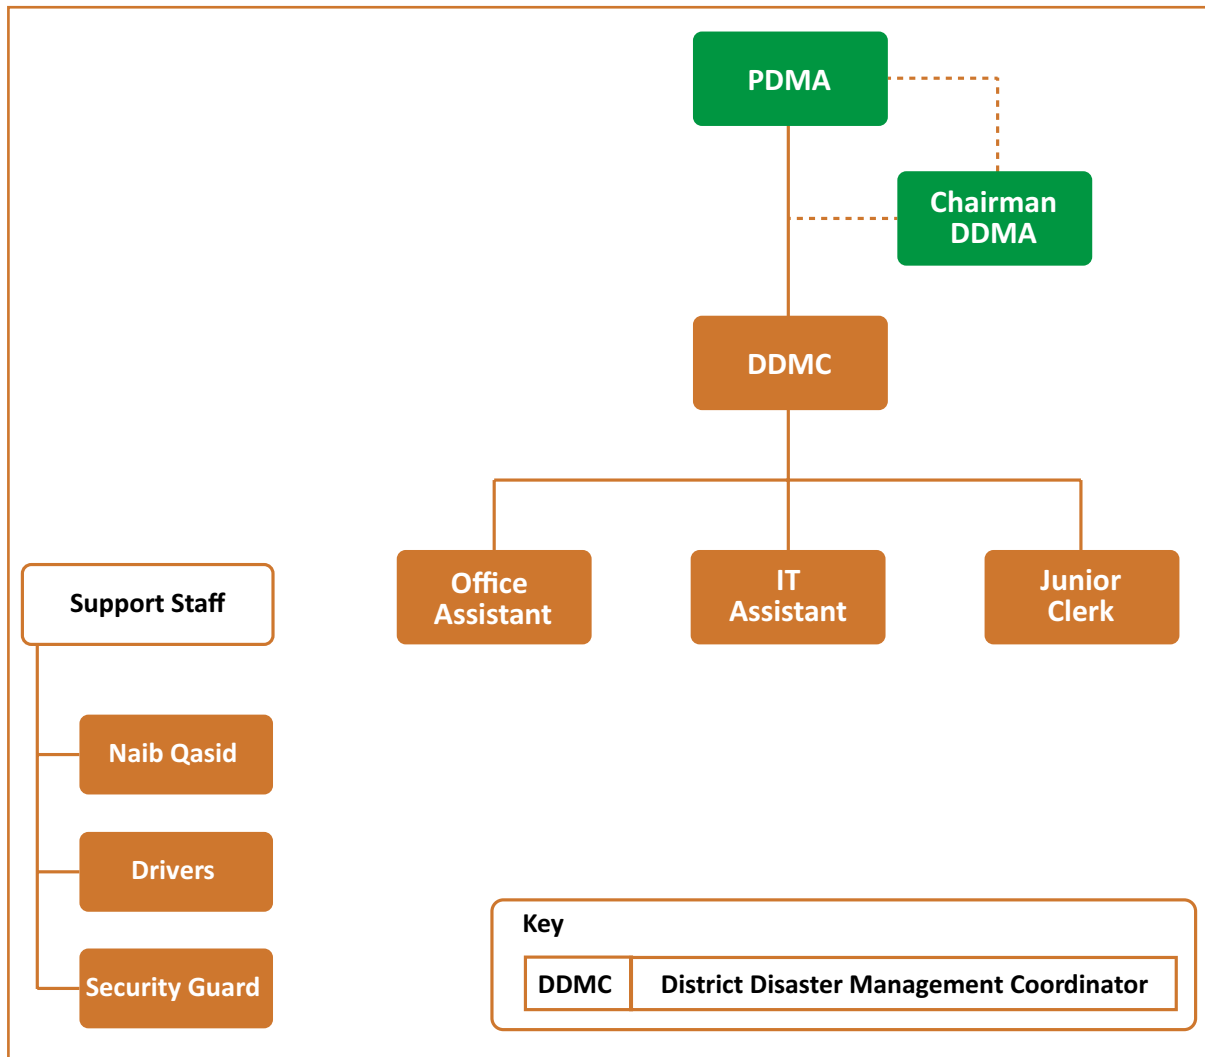 PDMA
Chairman
DDMA
DDMC
Office
Assistant
IT
Assistant
Junior
Clerk
Support Staff
Naib Qasid
Drivers
Security Guard
Key
DDMC
District Disaster Management Coordinator